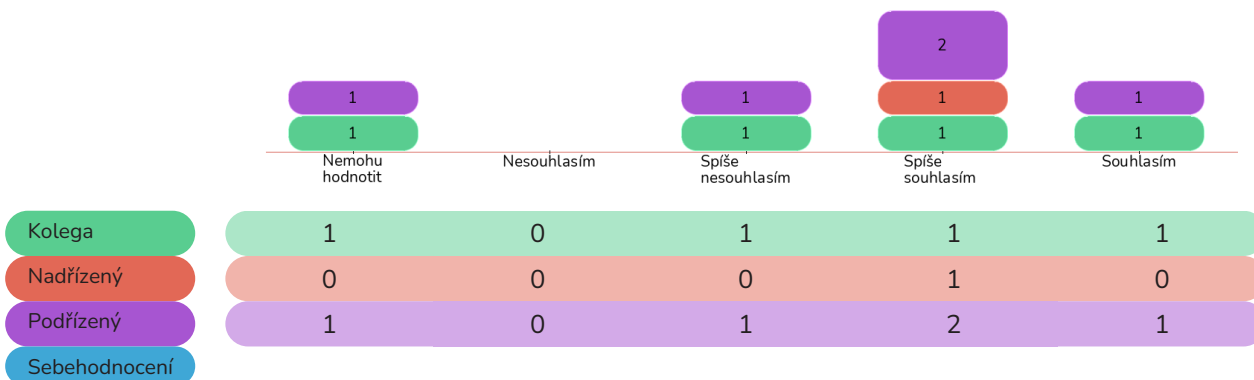 2
1 1 1 1
1 1 1 1
Nemohu hodnotit
Nesouhlasím
Spíše nesouhlasím
Spíše souhlasím
Souhlasím
Kolega 1 0 1 1 1
Nadřízený 0 0 0 1 0
Podřízený 1 0 1 2 1
Sebehodnocení